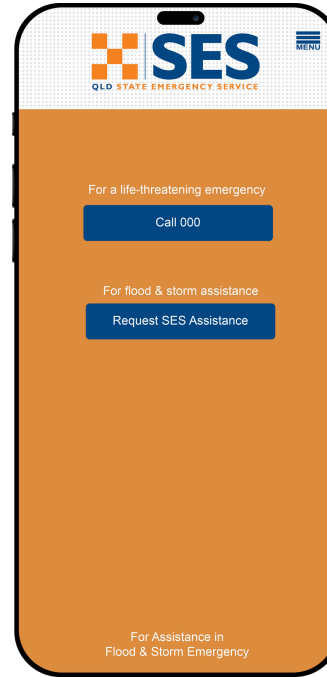 SES
MENU
QLD STATE EMERGENCY SERVICE
For a life-threatening emergency
Call 000
For flood & storm assistance
Request SES Assistance
For Assistance in
Flood & Storm Emergency